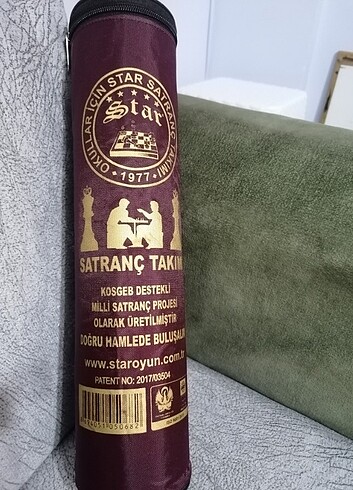 OKULLAR İÇİN STAR SATRANÇ TAKIMI
Star
• 1977 •
SATRANÇ TAKIM
KOSGEB DESTEKLİ
MİLLİ SATRANÇ PROJESİ
OLARAK ÜRETİLMİŞTİR
DOĞRU HAMLEDE BULUŞALIM
www.staroyun.com.tr
PATENT NO: 2017/03504